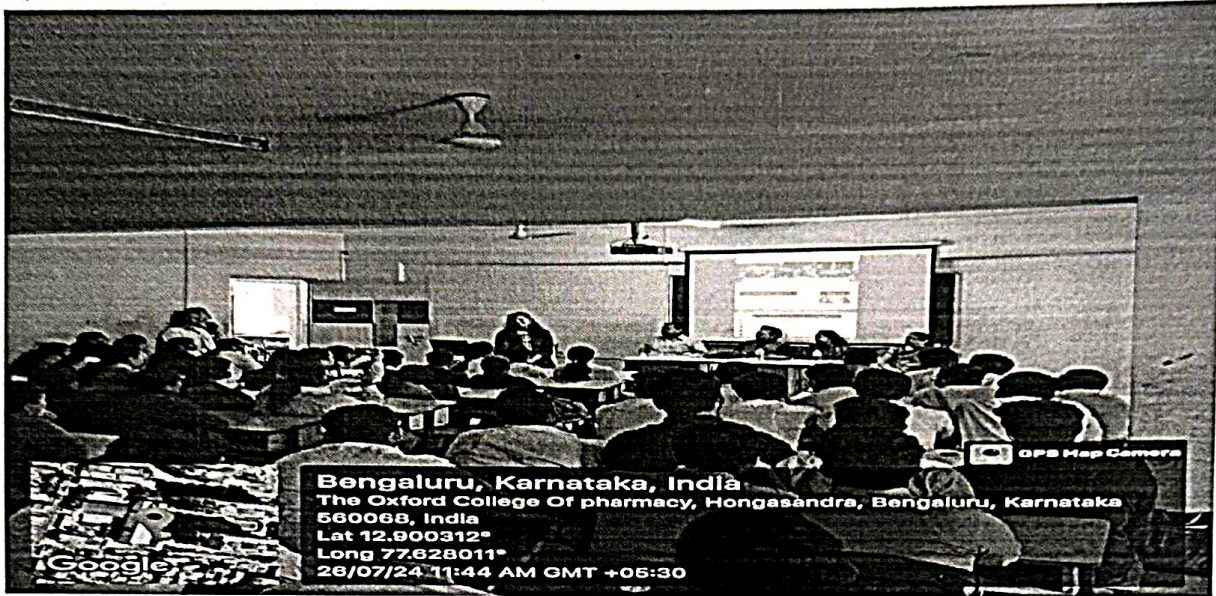 GPS Map Camera
Bengaluru, Karnataka, India
The Oxford College Of pharmacy, Hongasandra, Bengaluru, Karnataka
560068, India
Lat 12.900312°
Long 77.628011°
26/07/24 11:44 AM GMT +05:30
Google